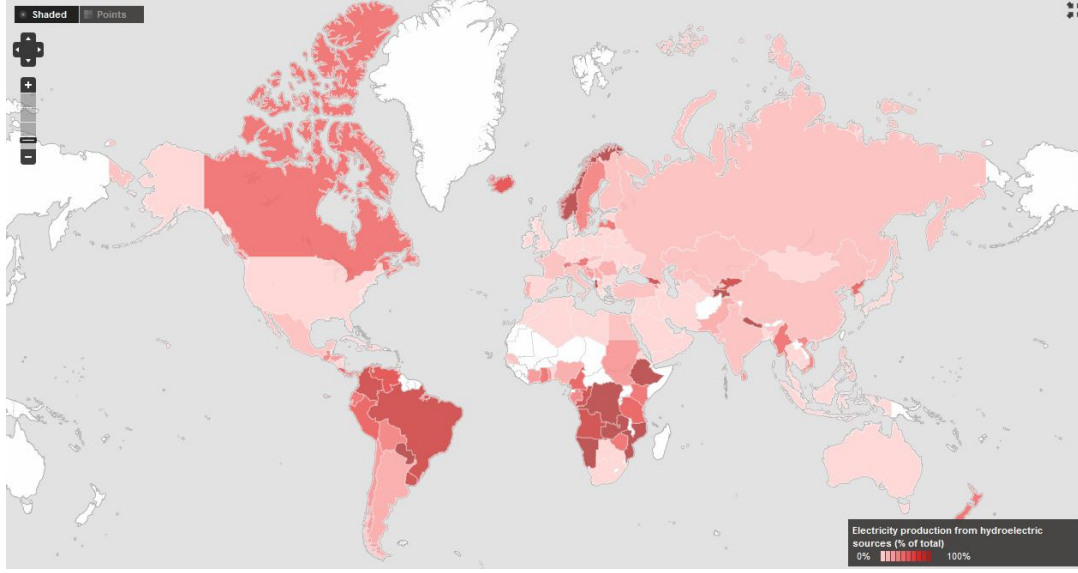 Shaded Points
+
−
Electricity production from hydroelectric
sources (% of total)
0% 100%